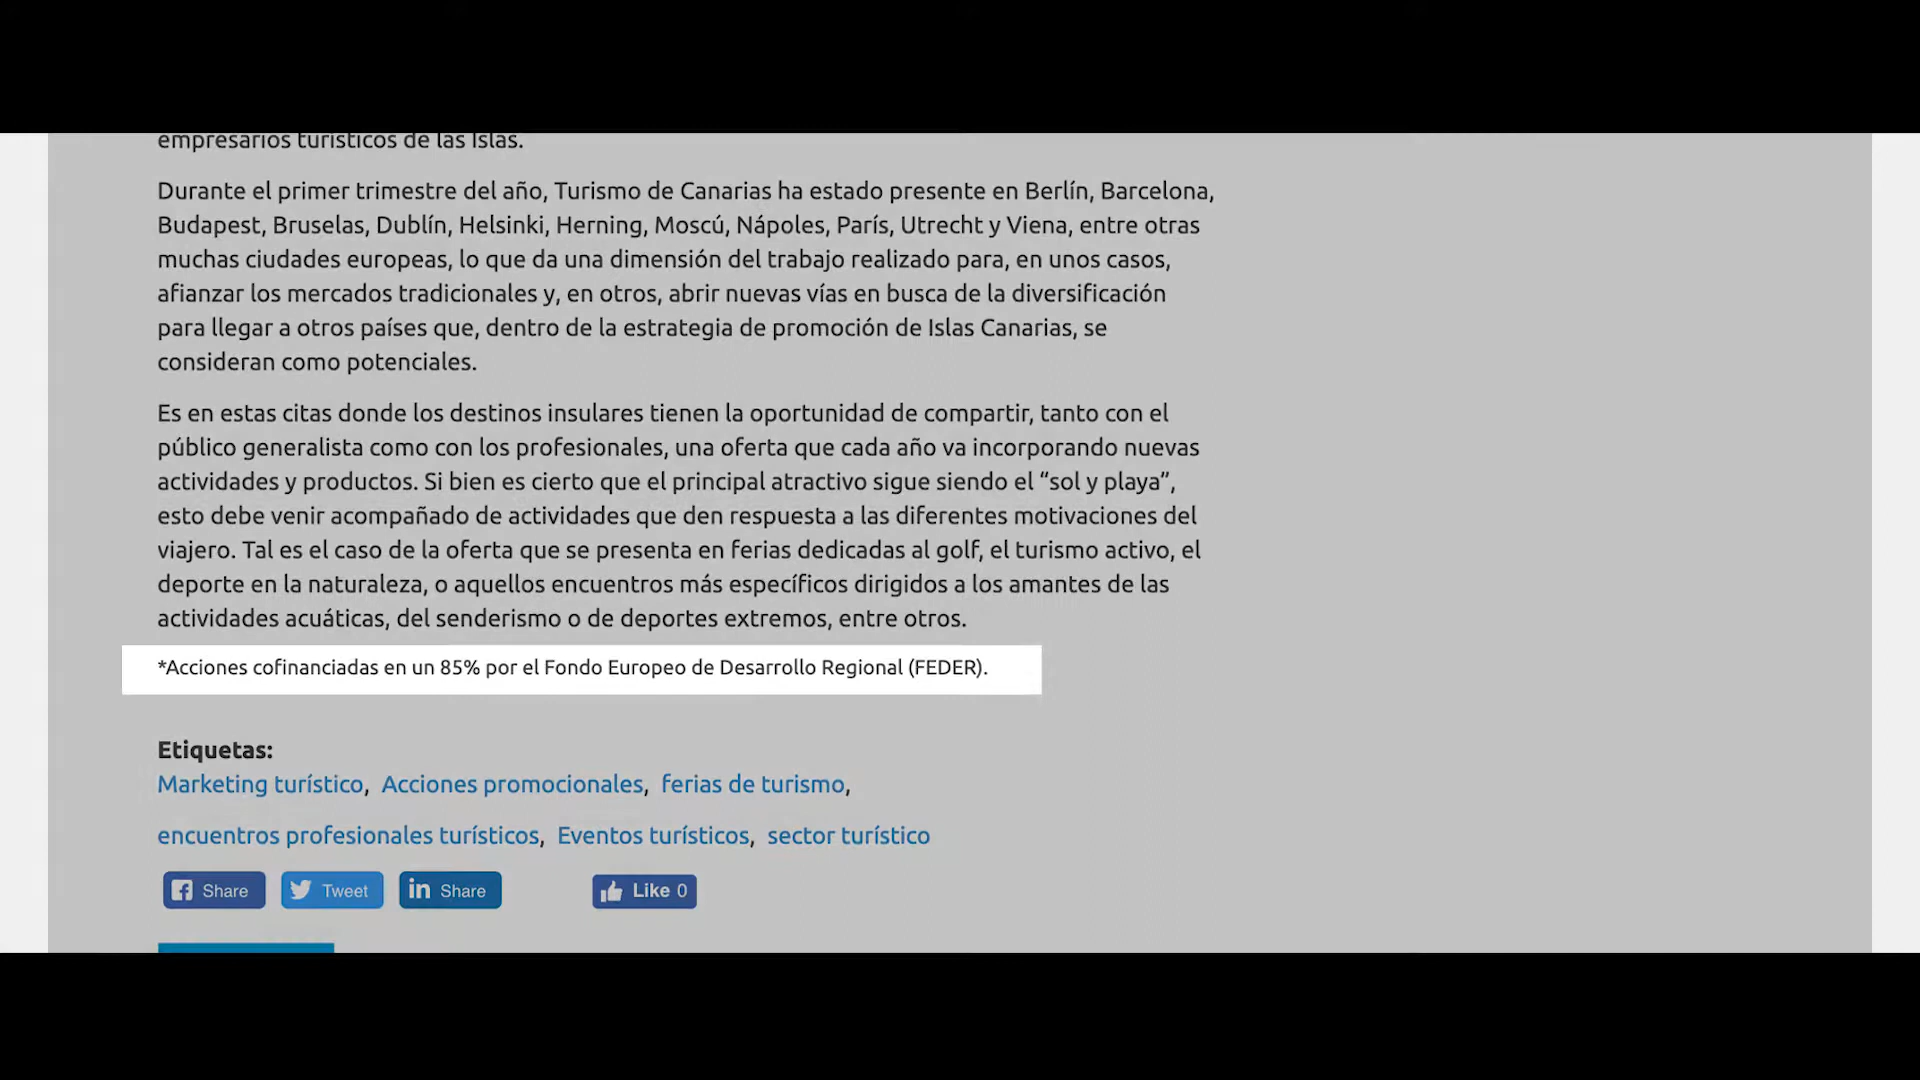 empresarios turísticos de las Islas.
Durante el primer trimestre del año, Turismo de Canarias ha estado presente en Berlín, Barcelona,
Budapest, Bruselas, Dublín, Helsinki, Herning, Moscú, Nápoles, París, Utrecht y Viena, entre otras
muchas ciudades europeas, lo que da una dimensión del trabajo realizado para, en unos casos,
afianzar los mercados tradicionales y, en otros, abrir nuevas vías en busca de la diversificación
para llegar a otros países que, dentro de la estrategia de promoción de Islas Canarias, se
consideran como potenciales.
Es en estas citas donde los destinos insulares tienen la oportunidad de compartir, tanto con el
público generalista como con los profesionales, una oferta que cada año va incorporando nuevas
actividades y productos. Si bien es cierto que el principal atractivo sigue siendo el “sol y playa”,
esto debe venir acompañado de actividades que den respuesta a las diferentes motivaciones del
viajero. Tal es el caso de la oferta que se presenta en ferias dedicadas al golf, el turismo activo, el
deporte en la naturaleza, o aquellos encuentros más específicos dirigidos a los amantes de las
actividades acuáticas, del senderismo o de deportes extremos, entre otros.
*Acciones cofinanciadas en un 85% por el Fondo Europeo de Desarrollo Regional (FEDER).
Etiquetas:
Marketing turístico, Acciones promocionales, ferias de turismo,
encuentros profesionales turísticos, Eventos turísticos, sector turístico
Share Tweet Share Like 0